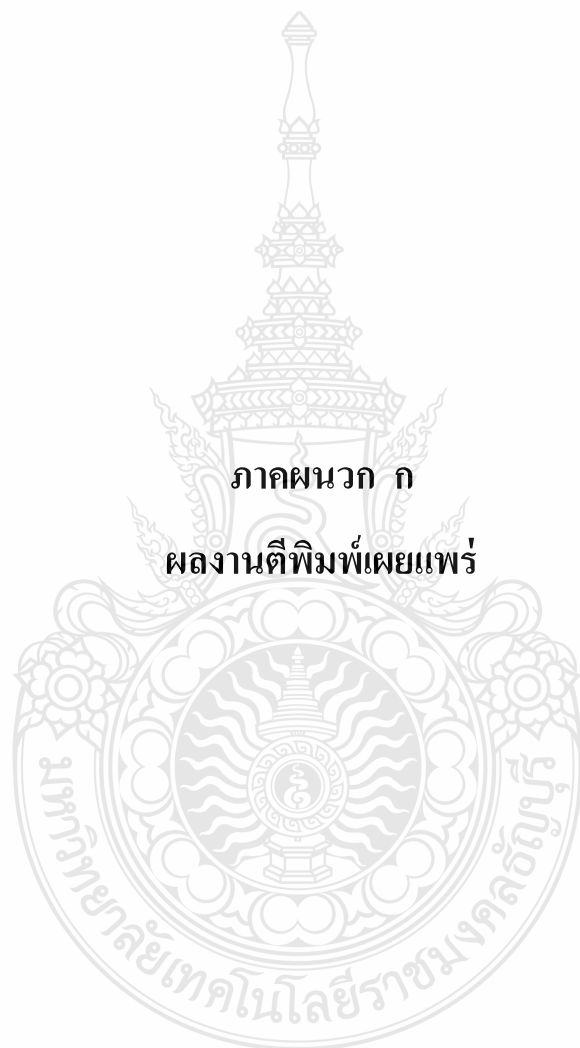 ภาคผนวก ก
ผลงานตีพิมพ์เผยแพร่
มหาวิทยาลัยเทคโนโลยีราชมงคลธัญบุรี